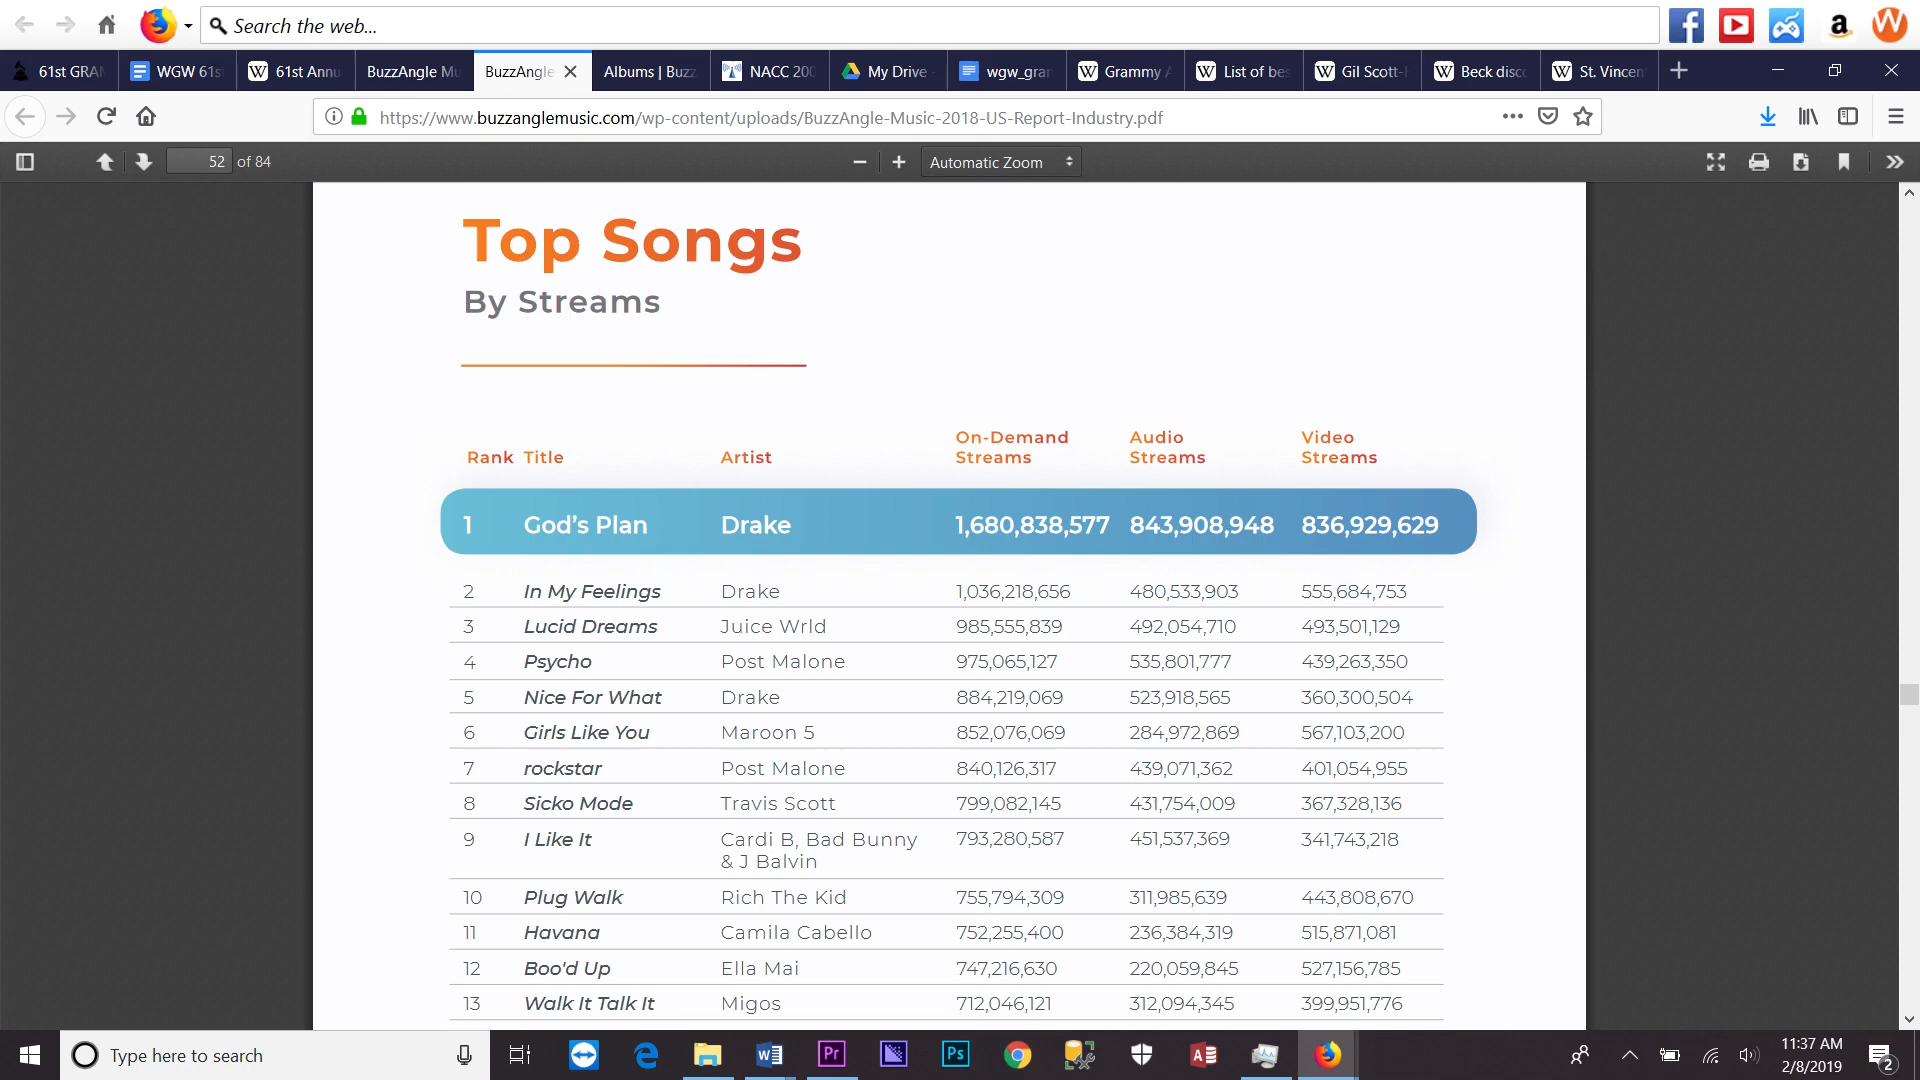 Search the web...
61st GRA
WGW 61s
61st Annu
BuzzAngle Mu
BuzzAngle
Albums | Buzz
NACC 200
My Drive -
wgw_gra
Grammy A
List of bes
Gil Scott-H
Beck disc
St. Vincen
https://www.buzzanglemusic.com/wp-content/uploads/BuzzAngle-Music-2018-US-Report-Industry.pdf
52 of 84
Automatic Zoom
Top Songs
By Streams
Rank Title Artist On-Demand Streams Audio Streams Video Streams
1 God's Plan Drake 1,680,838,577 843,908,948 836,929,629
2 In My Feelings Drake 1,036,218,656 480,533,903 555,684,753
3 Lucid Dreams Juice Wrld 985,555,839 492,054,710 493,501,129
4 Psycho Post Malone 975,065,127 535,801,777 439,263,350
5 Nice For What Drake 884,219,069 523,918,565 360,300,504
6 Girls Like You Maroon 5 852,076,069 284,972,869 567,103,200
7 rockstar Post Malone 840,126,317 439,071,362 401,054,955
8 Sicko Mode Travis Scott 799,082,145 431,754,009 367,328,136
9 I Like It Cardi B, Bad Bunny & J Balvin 793,280,587 451,537,369 341,743,218
10 Plug Walk Rich The Kid 755,794,309 311,985,639 443,808,670
11 Havana Camila Cabello 752,255,400 236,384,319 515,871,081
12 Boo'd Up Ella Mai 747,216,630 220,059,845 527,156,785
13 Walk It Talk It Migos 712,046,121 312,094,345 399,951,776
Type here to search
11:37 AM
2/8/2019
2